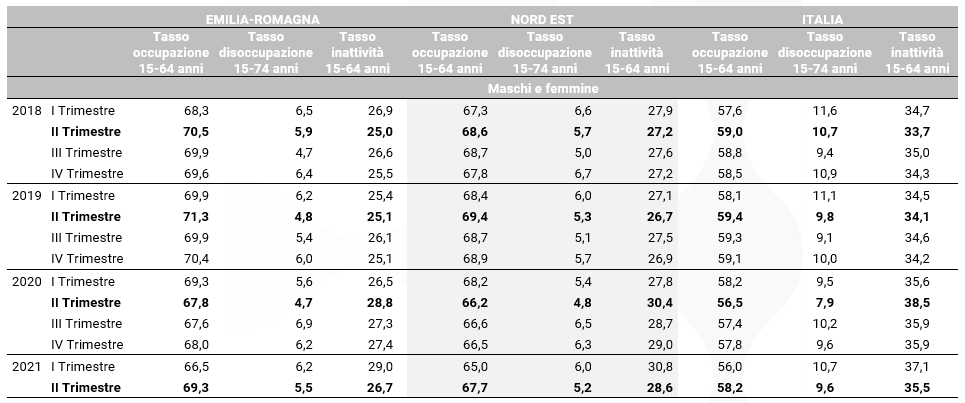 EMILIA-ROMAGNA NORD EST ITALIA
Tasso Tasso Tasso Tasso Tasso Tasso Tasso Tasso Tasso
occupazione disoccupazione inattività occupazione disoccupazione inattività occupazione disoccupazione inattività
15-64 anni 15-74 anni 15-64 anni 15-64 anni 15-74 anni 15-64 anni 15-64 anni 15-74 anni 15-64 anni
Maschi e femmine
2018 I Trimestre 68,3 6,5 26,9 67,3 6,6 27,9 57,6 11,6 34,7
II Trimestre 70,5 5,9 25,0 68,6 5,7 27,2 59,0 10,7 33,7
III Trimestre 69,9 4,7 26,6 68,7 5,0 27,6 58,8 9,4 35,0
IV Trimestre 69,6 6,4 25,5 67,8 6,7 27,2 58,5 10,9 34,3
2019 I Trimestre 69,9 6,2 25,4 68,4 6,0 27,1 58,1 11,1 34,5
II Trimestre 71,3 4,8 25,1 69,4 5,3 26,7 59,4 9,8 34,1
III Trimestre 69,9 5,4 26,1 68,7 5,1 27,5 59,3 9,1 34,6
IV Trimestre 70,4 6,0 25,1 68,9 5,7 26,9 59,1 10,0 34,2
2020 I Trimestre 69,3 5,6 26,5 68,2 5,4 27,8 58,2 9,5 35,6
II Trimestre 67,8 4,7 28,8 66,2 4,8 30,4 56,5 7,9 38,5
III Trimestre 67,6 6,9 27,3 66,6 6,5 28,7 57,4 10,2 35,9
IV Trimestre 68,0 6,2 27,4 66,5 6,3 29,0 57,8 9,6 35,9
2021 I Trimestre 66,5 6,2 29,0 65,0 6,0 30,8 56,0 10,7 37,1
II Trimestre 69,3 5,5 26,7 67,7 5,2 28,6 58,2 9,6 35,5